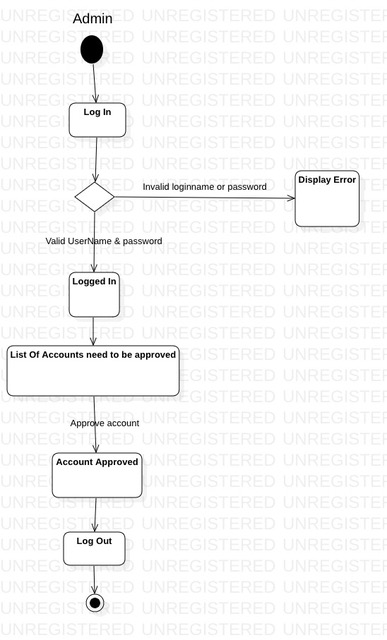 Admin
Log In
Invalid loginname or password
Display Error
Valid UserName & password
Logged In
List Of Accounts need to be approved
Approve account
Account Approved
Log Out
UNREGISTERED